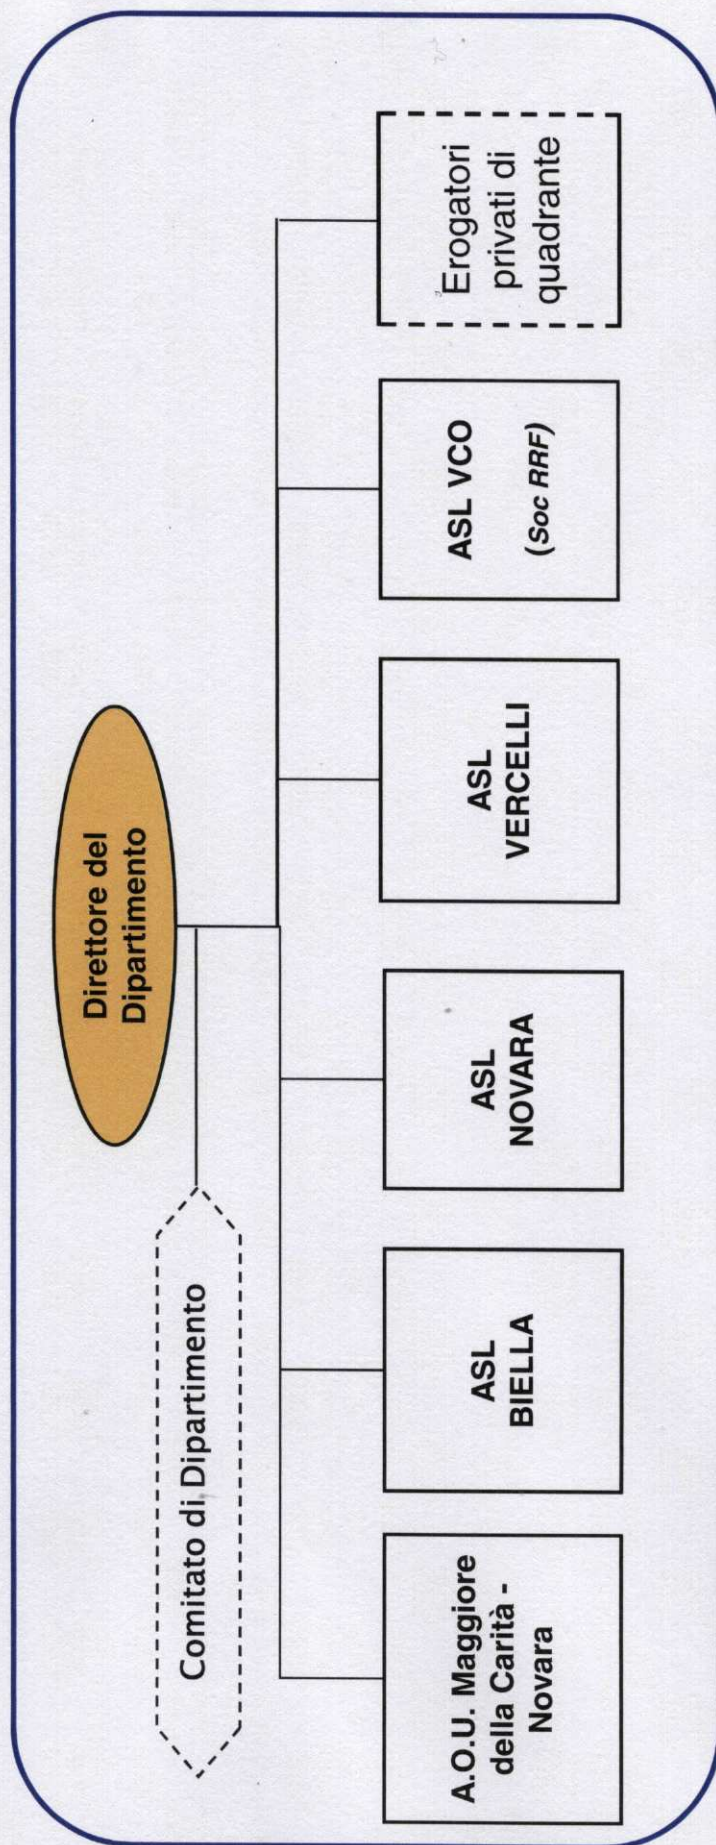 Direttore del
Dipartimento
Comitato di Dipartimento
A.O.U. Maggiore
della Carità -
Novara
ASL
BIELLA
ASL
NOVARA
ASL
VERCELLI
ASL VCO
(Soc RRF)
Erogatori
privati di
quadrante